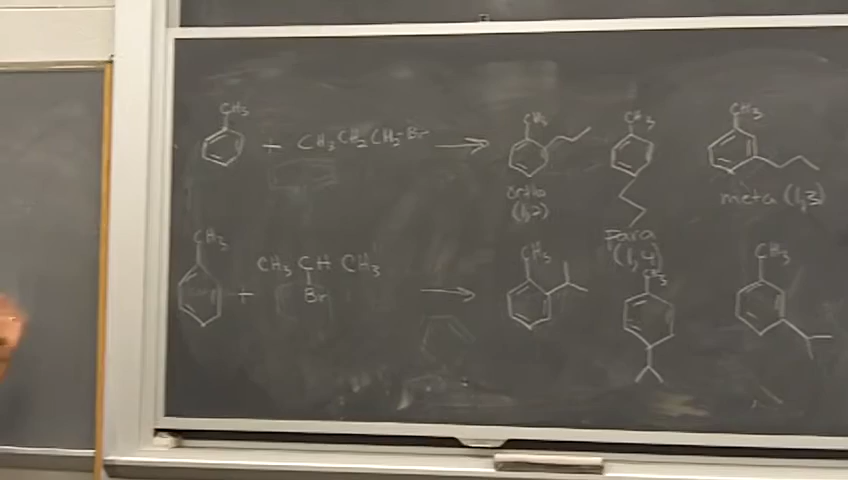 CH3 CH3 CH3 CH3
+ CH3CH2CH2-Br →
ortho (1,2)
para (1,4)
meta (1,3)
CH3 CH3 CH3 CH3
+ CH3 CH CH3 →
Br